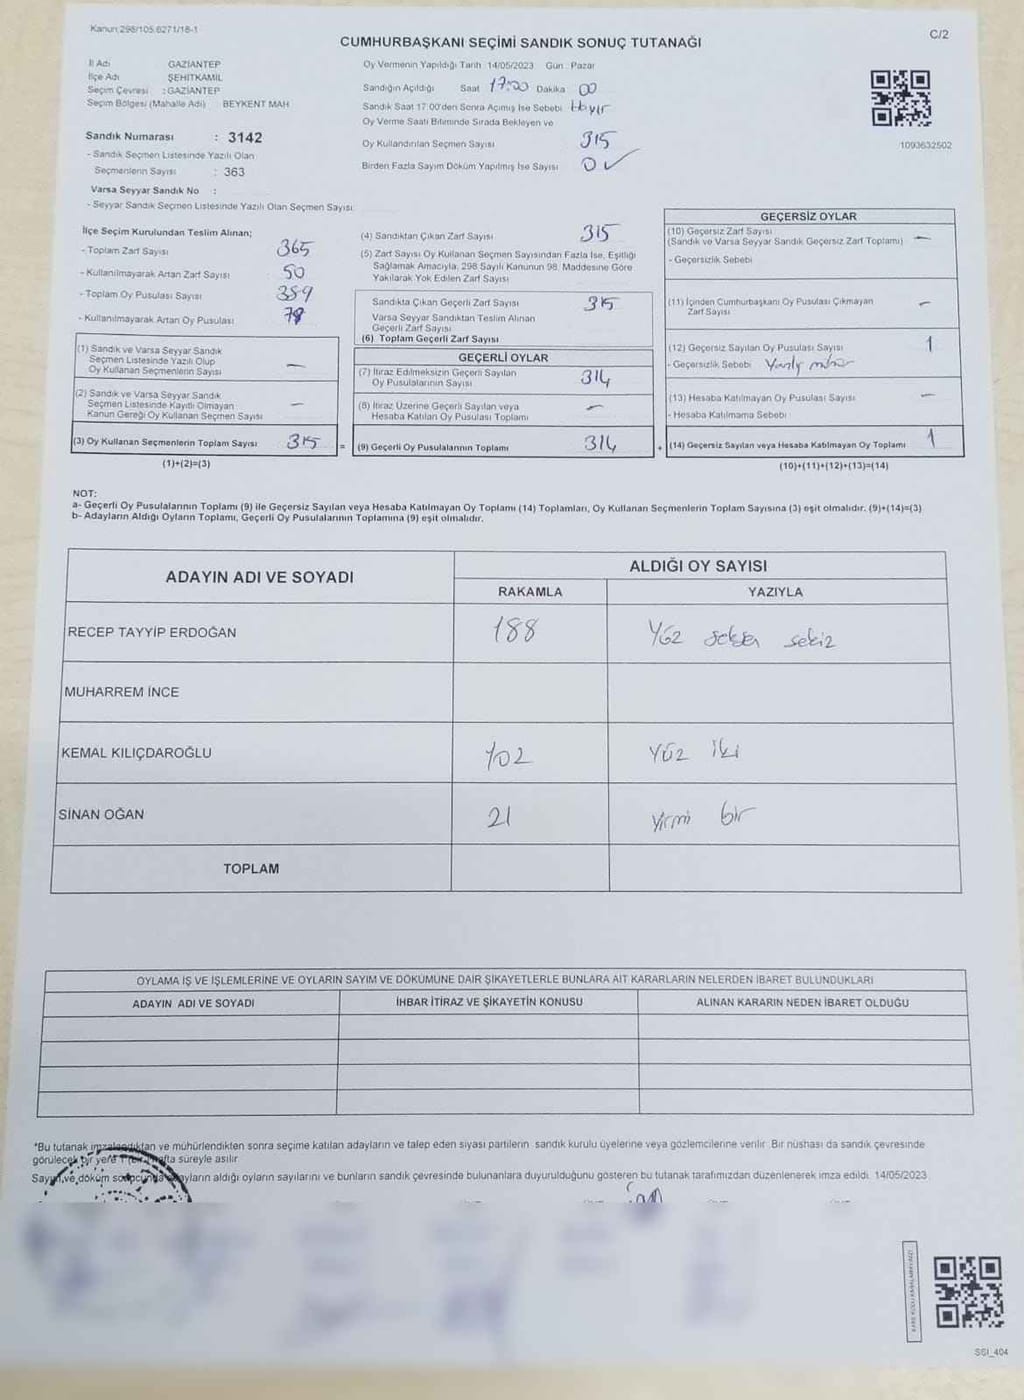 Kanun:298/105,6271/18-1
C/2
CUMHURBAŞKANI SEÇİMİ SANDIK SONUÇ TUTANAĞI
İl Adı GAZİANTEP
İlçe Adı ŞEHİTKAMİL
Seçim Çevresi : GAZİANTEP
Seçim Bölgesi (Mahalle Adı) : BEYKENT MAH
Sandık Numarası : 3142
- Sandık Seçmen Listesinde Yazılı Olan
Seçmenlerin Sayısı : 363
Varsa Seyyar Sandık No :
- Seyyar Sandık Seçmen Listesinde Yazılı Olan Seçmen Sayısı:
Oy Vermenin Yapıldığı Tarih : 14/05/2023 Gün : Pazar
Sandığın Açıldığı Saat 17:00 Dakika 00
Sandık Saat 17:00'den Sonra Açılmış İse Sebebi Hayır
Oy Verme Saati Bitiminde Sırada Bekleyen ve
Oy Kullandırılan Seçmen Sayısı 315
Birden Fazla Sayım Döküm Yapılmış İse Sayısı 0 ✓
1093632502
İlçe Seçim Kurulundan Teslim Alınan;
- Toplam Zarf Sayısı 365
- Kullanılmayarak Artan Zarf Sayısı 50
- Toplam Oy Pusulası Sayısı 389
- Kullanılmayarak Artan Oy Pusulası
(1) Sandık ve Varsa Seyyar Sandık
Seçmen Listesinde Yazılı Olup
Oy Kullanan Seçmenlerin Sayısı —
(2) Sandık ve Varsa Seyyar Sandık
Seçmen Listesinde Kayıtlı Olmayan
Kanun Gereği Oy Kullanan Seçmen Sayısı —
(3) Oy Kullanan Seçmenlerin Toplam Sayısı 315 =
(1)+(2)=(3)
(4) Sandıktan Çıkan Zarf Sayısı 315
(5) Zarf Sayısı Oy Kullanan Seçmen Sayısından Fazla İse, Eşitliği
Sağlamak Amacıyla, 298 Sayılı Kanunun 98. Maddesine Göre
Yakılarak Yok Edilen Zarf Sayısı
Sandıkta Çıkan Geçerli Zarf Sayısı 315
Varsa Seyyar Sandıktan Teslim Alınan
Geçerli Zarf Sayısı
(6) Toplam Geçerli Zarf Sayısı
GEÇERLİ OYLAR
(7) İtiraz Edilmeksizin Geçerli Sayılan
Oy Pusulalarının Sayısı 314
(8) İtiraz Üzerine Geçerli Sayılan veya
Hesaba Katılan Oy Pusulası Toplamı —
(9) Geçerli Oy Pusulalarının Toplamı 314 +
GEÇERSİZ OYLAR
(10) Geçersiz Zarf Sayısı
(Sandık ve Varsa Seyyar Sandık Geçersiz Zarf Toplamı) —
- Geçersizlik Sebebi
(11) İçinden Cumhurbaşkanı Oy Pusulası Çıkmayan
Zarf Sayısı —
(12) Geçersiz Sayılan Oy Pusulası Sayısı 1
- Geçersizlik Sebebi Yanlış mühür
(13) Hesaba Katılmayan Oy Pusulası Sayısı —
- Hesaba Katılmama Sebebi
(14) Geçersiz Sayılan veya Hesaba Katılmayan Oy Toplamı 1
(10)+(11)+(12)+(13)=(14)
NOT:
a- Geçerli Oy Pusulalarının Toplamı (9) ile Geçersiz Sayılan veya Hesaba Katılmayan Oy Toplamı (14) Toplamları, Oy Kullanan Seçmenlerin Toplam Sayısına (3) eşit olmalıdır. (9)+(14)=(3)
b- Adayların Aldığı Oyların Toplamı, Geçerli Oy Pusulalarının Toplamına (9) eşit olmalıdır.
ADAYIN ADI VE SOYADI ALDIĞI OY SAYISI
RAKAMLA YAZIYLA
RECEP TAYYİP ERDOĞAN 188 Yüz seksen sekiz
MUHARREM İNCE
KEMAL KILIÇDAROĞLU 102 Yüz iki
SİNAN OĞAN 21 Yirmi bir
TOPLAM
OYLAMA İŞ VE İŞLEMLERİNE VE OYLARIN SAYIM VE DÖKÜMÜNE DAİR ŞİKAYETLERLE BUNLARA AİT KARARLARIN NELERDEN İBARET BULUNDUKLARI
ADAYIN ADI VE SOYADI İHBAR İTİRAZ VE ŞİKAYETİN KONUSU ALINAN KARARIN NEDEN İBARET OLDUĞU
*Bu tutanak imzalandıktan ve mühürlendikten sonra seçime katılan adayların ve talep eden siyasi partilerin sandık kurulu üyelerine veya gözlemcilerine verilir. Bir nüshası da sandık çevresinde
görülecek bir yere 1 (bir) hafta süreyle asılır.
Sayım ve döküm sonucunda adayların aldığı oyların sayılarını ve bunların sandık çevresinde bulunanlara duyurulduğunu gösteren bu tutanak tarafımızdan düzenlenerek imza edildi. 14/05/2023
SSI_404